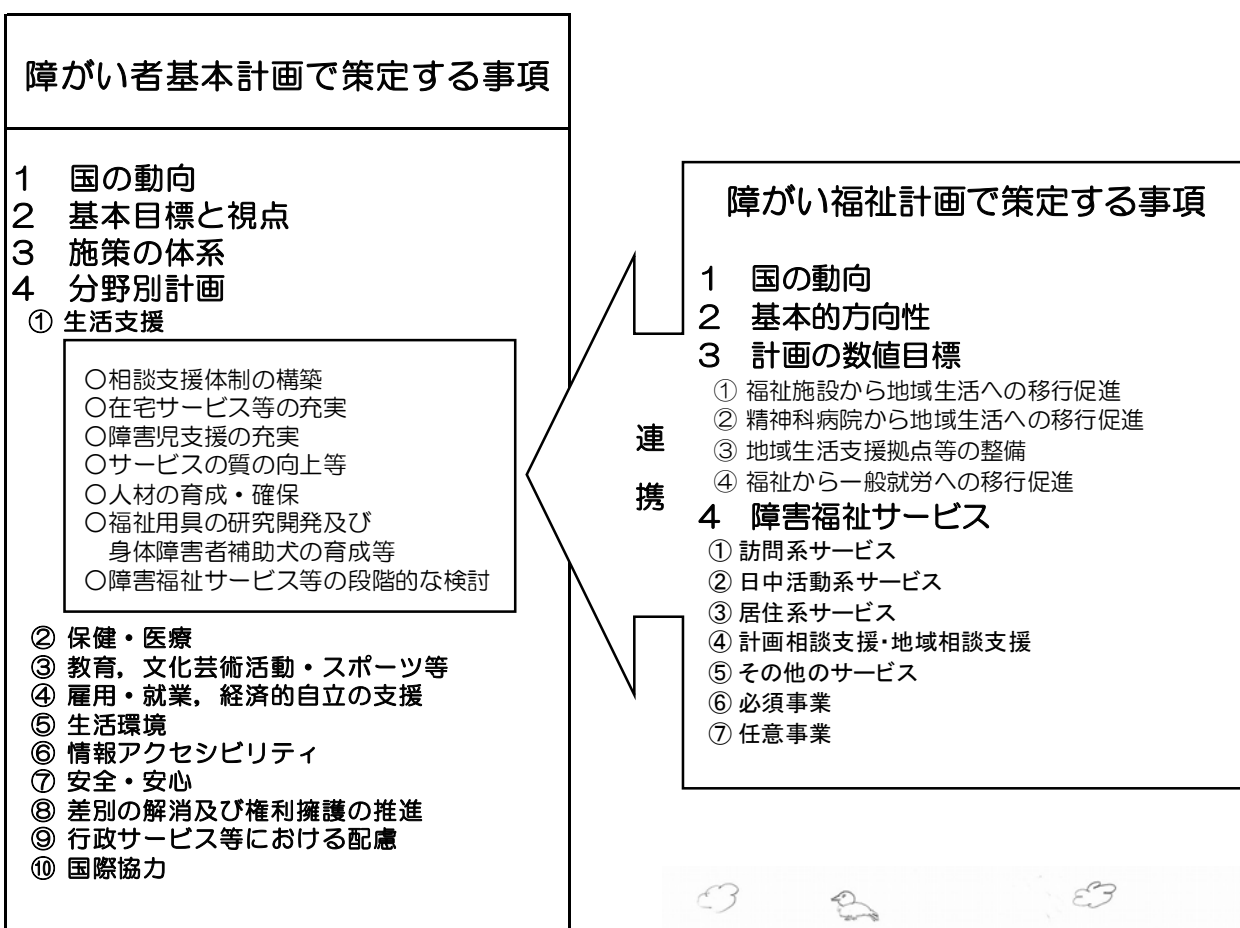 障がい者基本計画で策定する事項
1 国の動向
2 基本目標と視点
3 施策の体系
4 分野別計画
① 生活支援
○相談支援体制の構築
○在宅サービス等の充実
○障害児支援の充実
○サービスの質の向上等
○人材の育成・確保
○福祉用具の研究開発及び
身体障害者補助犬の育成等
○障害福祉サービス等の段階的な検討
② 保健・医療
③ 教育，文化芸術活動・スポーツ等
④ 雇用・就業，経済的自立の支援
⑤ 生活環境
⑥ 情報アクセシビリティ
⑦ 安全・安心
⑧ 差別の解消及び権利擁護の推進
⑨ 行政サービス等における配慮
⑩ 国際協力
連
携
障がい福祉計画で策定する事項
1 国の動向
2 基本的方向性
3 計画の数値目標
① 福祉施設から地域生活への移行促進
② 精神科病院から地域生活への移行促進
③ 地域生活支援拠点等の整備
④ 福祉から一般就労への移行促進
4 障害福祉サービス
① 訪問系サービス
② 日中活動系サービス
③ 居住系サービス
④ 計画相談支援・地域相談支援
⑤ その他のサービス
⑥ 必須事業
⑦ 任意事業